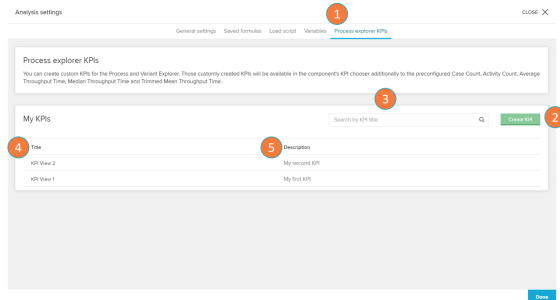 Analysis settings
CLOSE
1
General settings Saved formulas Load script Variables Process explorer KPIs
Process explorer KPIs
You can create custom KPIs for the Process and Variant Explorer. Those customly created KPIs will be available in the component's KPI chooser additionally to the preconfigured Case Count, Activity Count, Average
Throughput Time, Median Throughput Time and Trimmed Mean Throughput Time.
3
My KPIs
Search by KPI title
Create KPI
2
4 Title
5 Description
KPI View 2 My second KPI
KPI View 1 My first KPI
Done